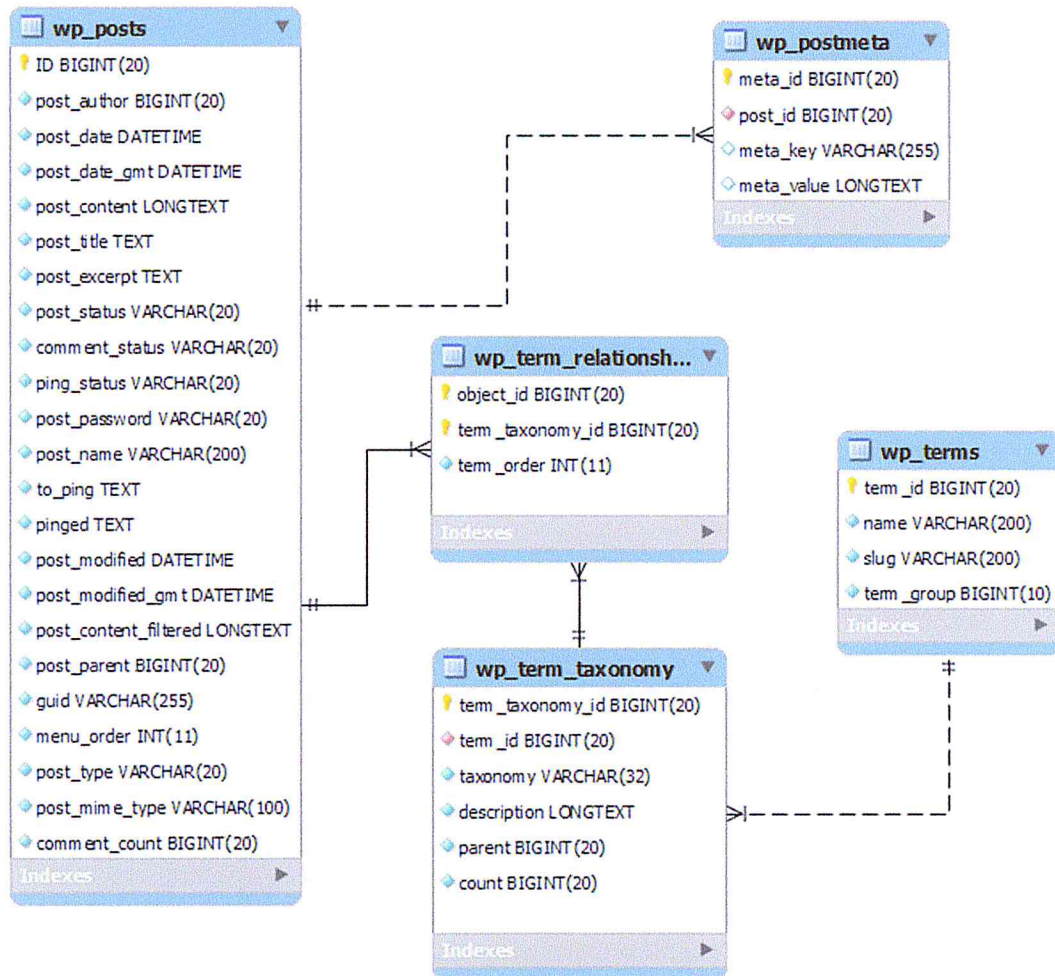 wp_posts
ID BIGINT(20)
post_author BIGINT(20)
post_date DATETIME
post_date_gmt DATETIME
post_content LONGTEXT
post_title TEXT
post_excerpt TEXT
post_status VARCHAR(20)
comment_status VARCHAR(20)
ping_status VARCHAR(20)
post_password VARCHAR(20)
post_name VARCHAR(200)
to_ping TEXT
pinged TEXT
post_modified DATETIME
post_modified_gmt DATETIME
post_content_filtered LONGTEXT
post_parent BIGINT(20)
guid VARCHAR(255)
menu_order INT(11)
post_type VARCHAR(20)
post_mime_type VARCHAR(100)
comment_count BIGINT(20)
Indexes
wp_postmeta
meta_id BIGINT(20)
post_id BIGINT(20)
meta_key VARCHAR(255)
meta_value LONGTEXT
Indexes
wp_term_relationsh...
object_id BIGINT(20)
term_taxonomy_id BIGINT(20)
term_order INT(11)
Indexes
wp_terms
term_id BIGINT(20)
name VARCHAR(200)
slug VARCHAR(200)
term_group BIGINT(10)
Indexes
wp_term_taxonomy
term_taxonomy_id BIGINT(20)
term_id BIGINT(20)
taxonomy VARCHAR(32)
description LONGTEXT
parent BIGINT(20)
count BIGINT(20)
Indexes